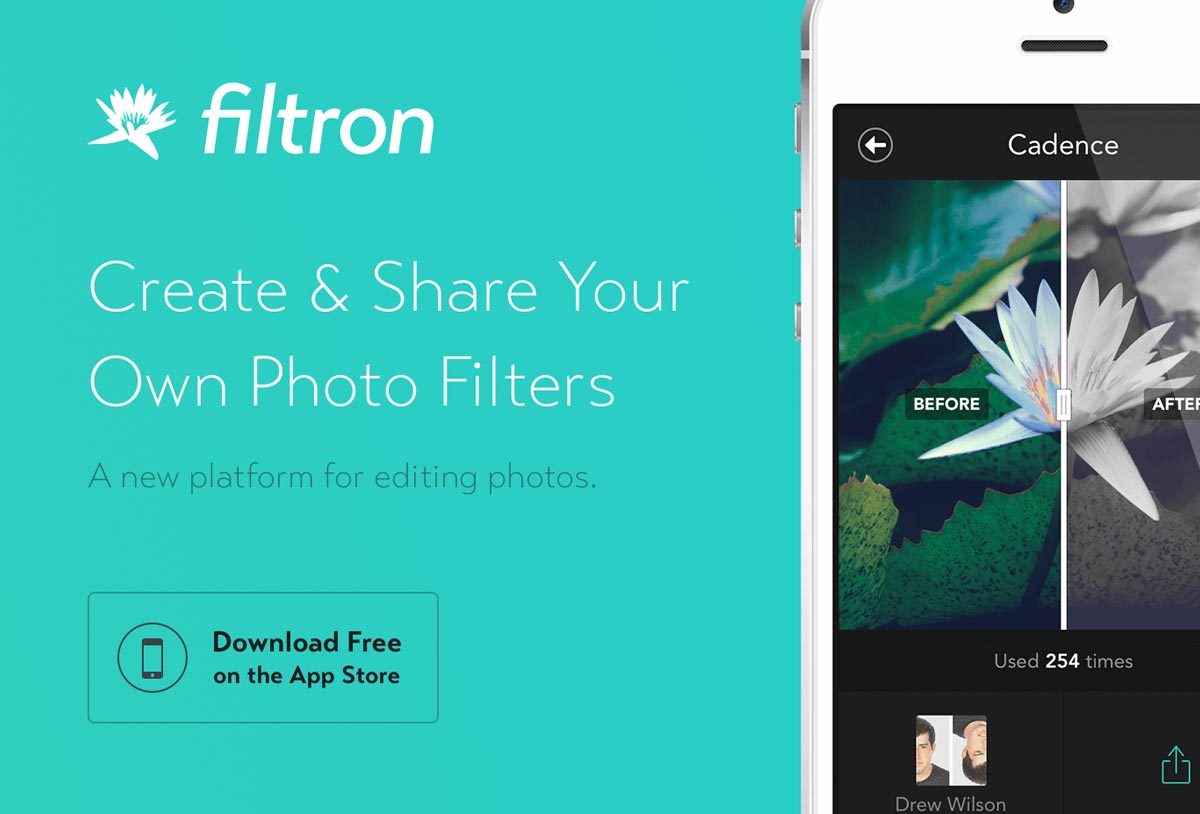 filtron
Create & Share Your
Own Photo Filters
A new platform for editing photos.
Download Free
on the App Store
Cadence
BEFORE
AFTER
Used 254 times
Drew Wilson